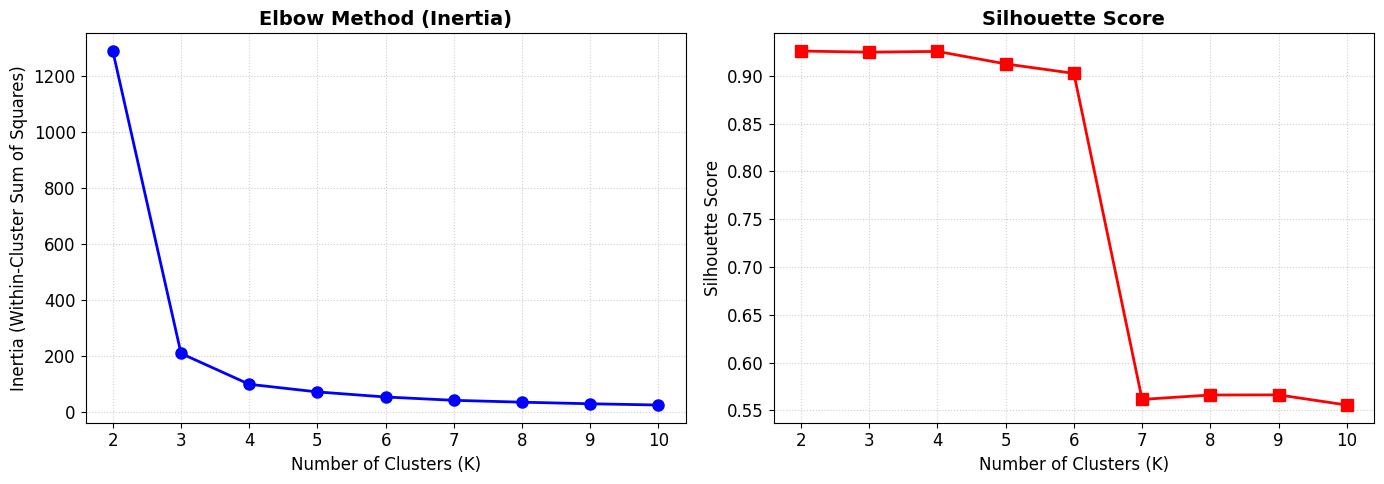 Elbow Method (Inertia)
Inertia (Within-Cluster Sum of Squares)
1200
1000
800
600
400
200
0
2 3 4 5 6 7 8 9 10
Number of Clusters (K)
Silhouette Score
Silhouette Score
0.90
0.85
0.80
0.75
0.70
0.65
0.60
0.55
2 3 4 5 6 7 8 9 10
Number of Clusters (K)